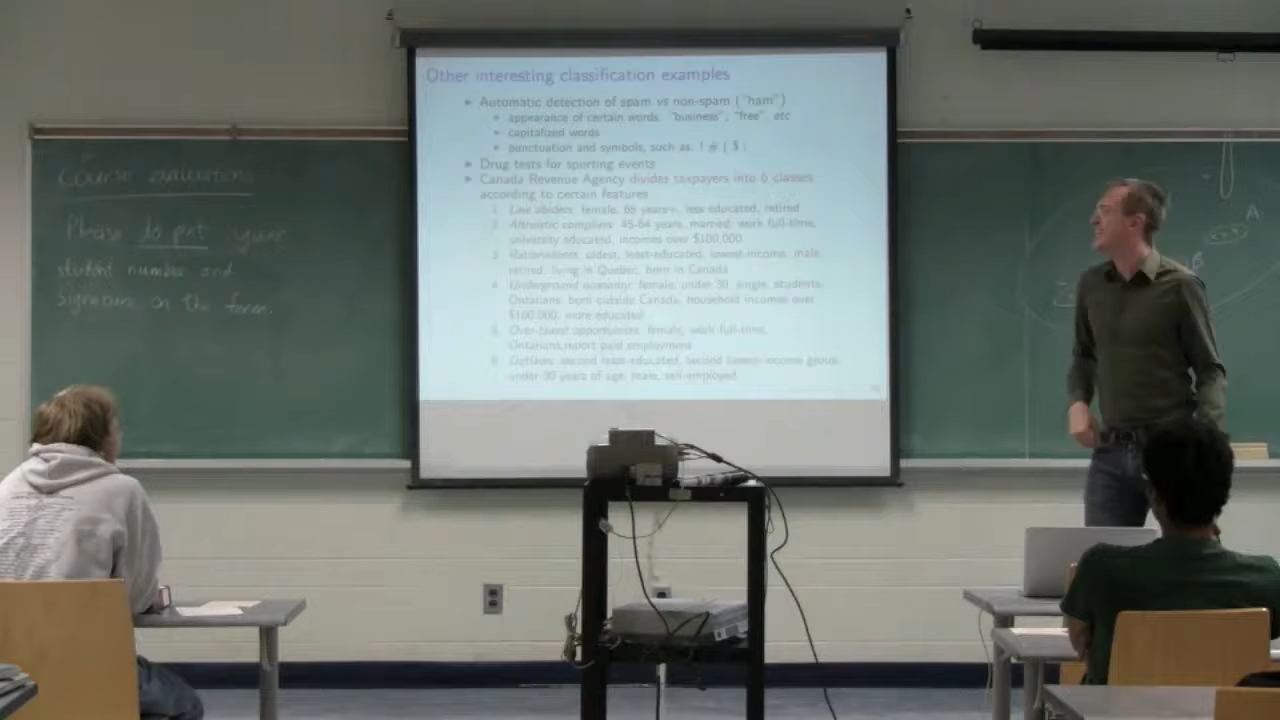 Other interesting classification examples
Automatic detection of spam vs non-spam ("ham")
appearance of certain words: "business", "free", etc
capitalized words
punctuation and symbols, such as: ! # ( $ ;
Drug tests for sporting events
Canada Revenue Agency divides taxpayers into 6 classes
according to certain features
1. Law abiders: female, 65 years+, less educated, retired
2. Altruistic compliers: 45-64 years, married, work full-time,
university educated, incomes over $100,000
3. Rationalizers: oldest, least-educated, lowest-income, male,
retired, living in Quebec, born in Canada
4. Underground economy: female, under 30, single, students,
Ontarians, born outside Canada, household incomes over
$100,000, more educated
5. Over-taxed opportunists: female, work full-time,
Ontarians, report paid employment
6. Outlaws: second least-educated, second lowest-income group,
under 30 years of age, male, self-employed
Course evaluations
Please do put your
student number and
signature on the form.
A
B